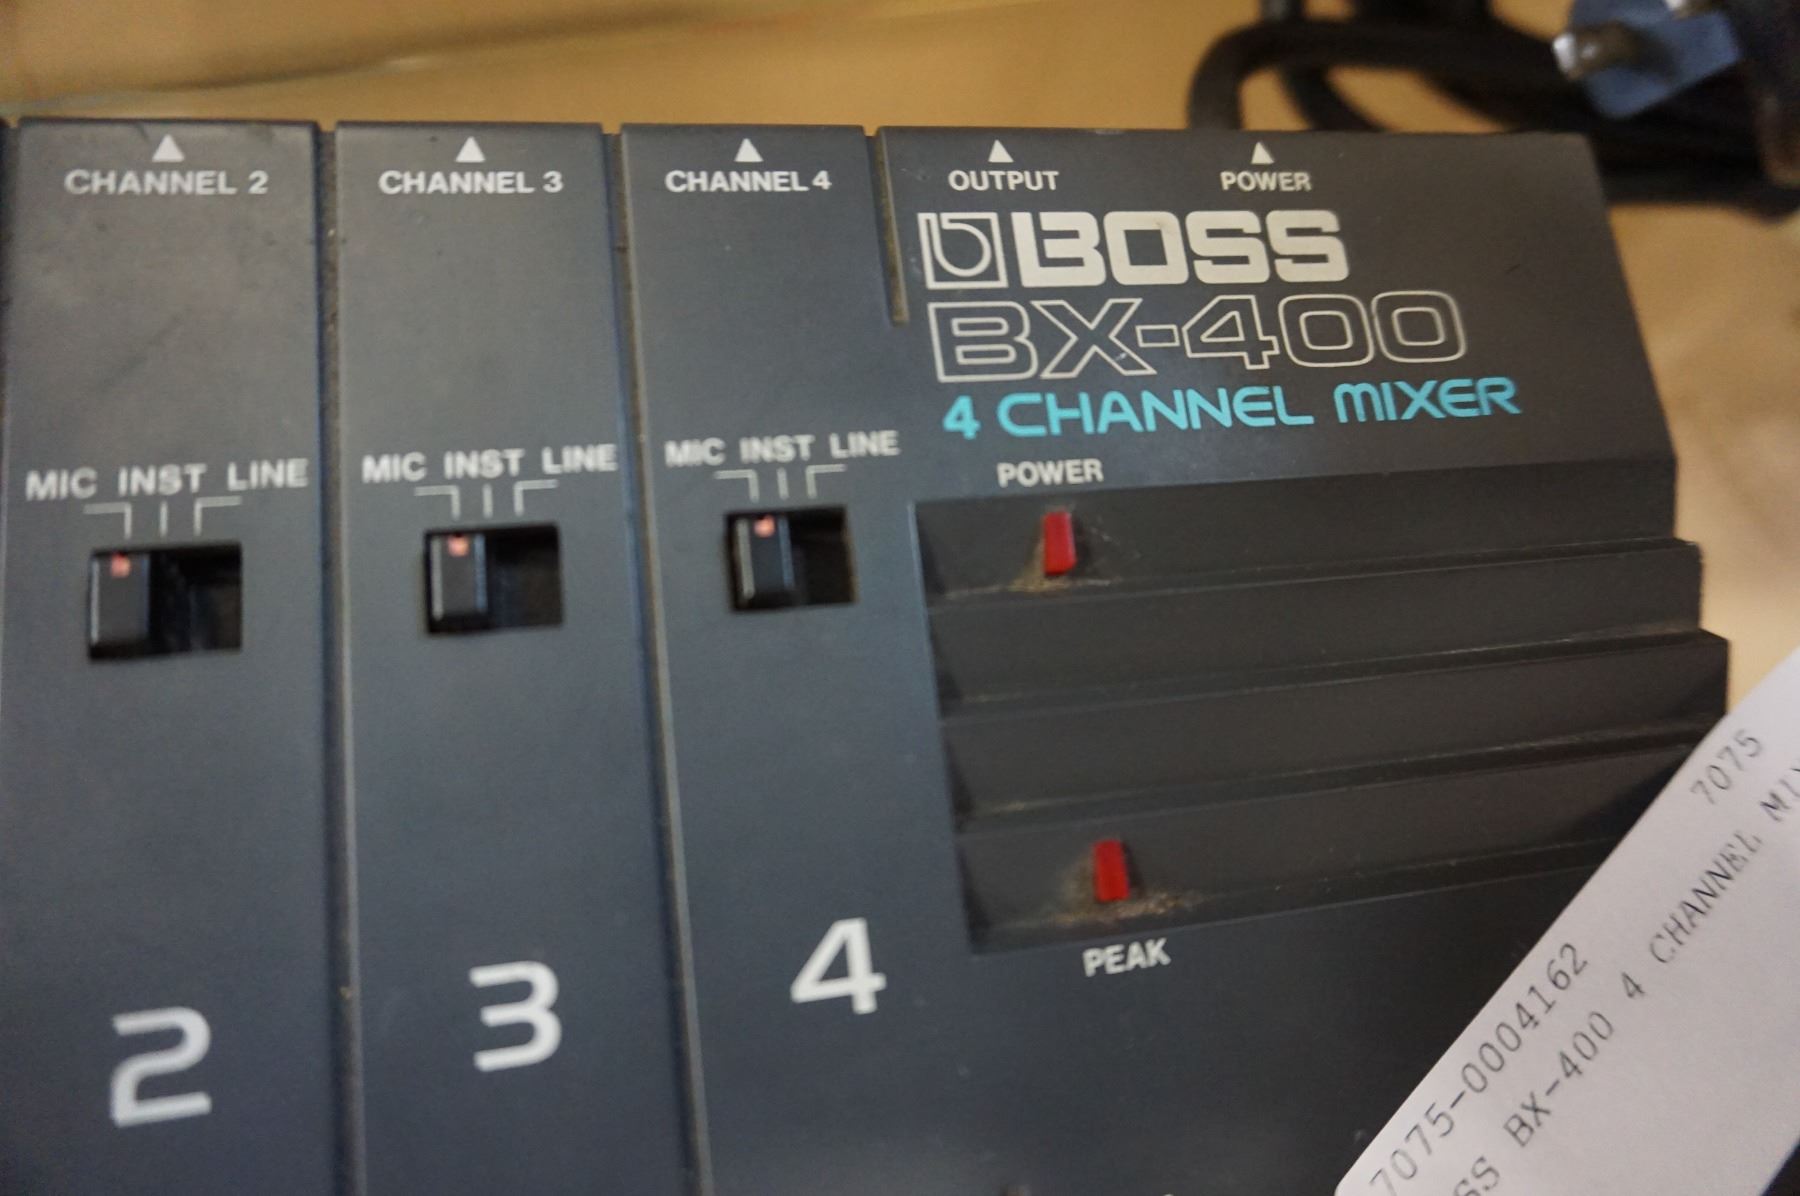 CHANNEL 2
CHANNEL 3
CHANNEL 4
OUTPUT
POWER
BOSS
BX-400
4 CHANNEL MIXER
MIC INST LINE
MIC INST LINE
MIC INST LINE
POWER
PEAK
2
3
4
7075
7075-0004162
BX-400 4 CHANNEL